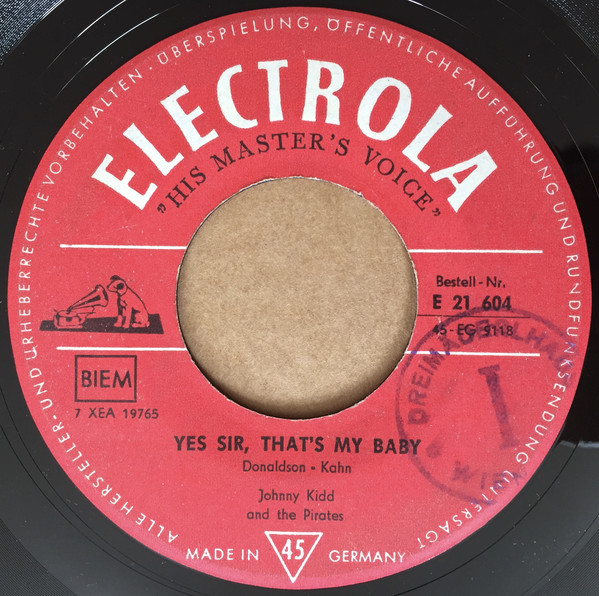 ALLE HERSTELLER- UND URHEBERRECHTE VORBEHALTEN · ÜBERSPIELUNG, ÖFFENTLICHE AUFFÜHRUNG UND RUNDFUNKSENDUNG UNTERSAGT
ELECTROLA
„HIS MASTER'S VOICE"
Bestell-Nr.
E 21 604
45-EG 9118
BIEM
7 XEA 19765
DREIMÄDERLHAUS
I
WIEN
YES SIR, THAT'S MY BABY
Donaldson - Kahn
Johnny Kidd
and the Pirates
MADE IN 45 GERMANY